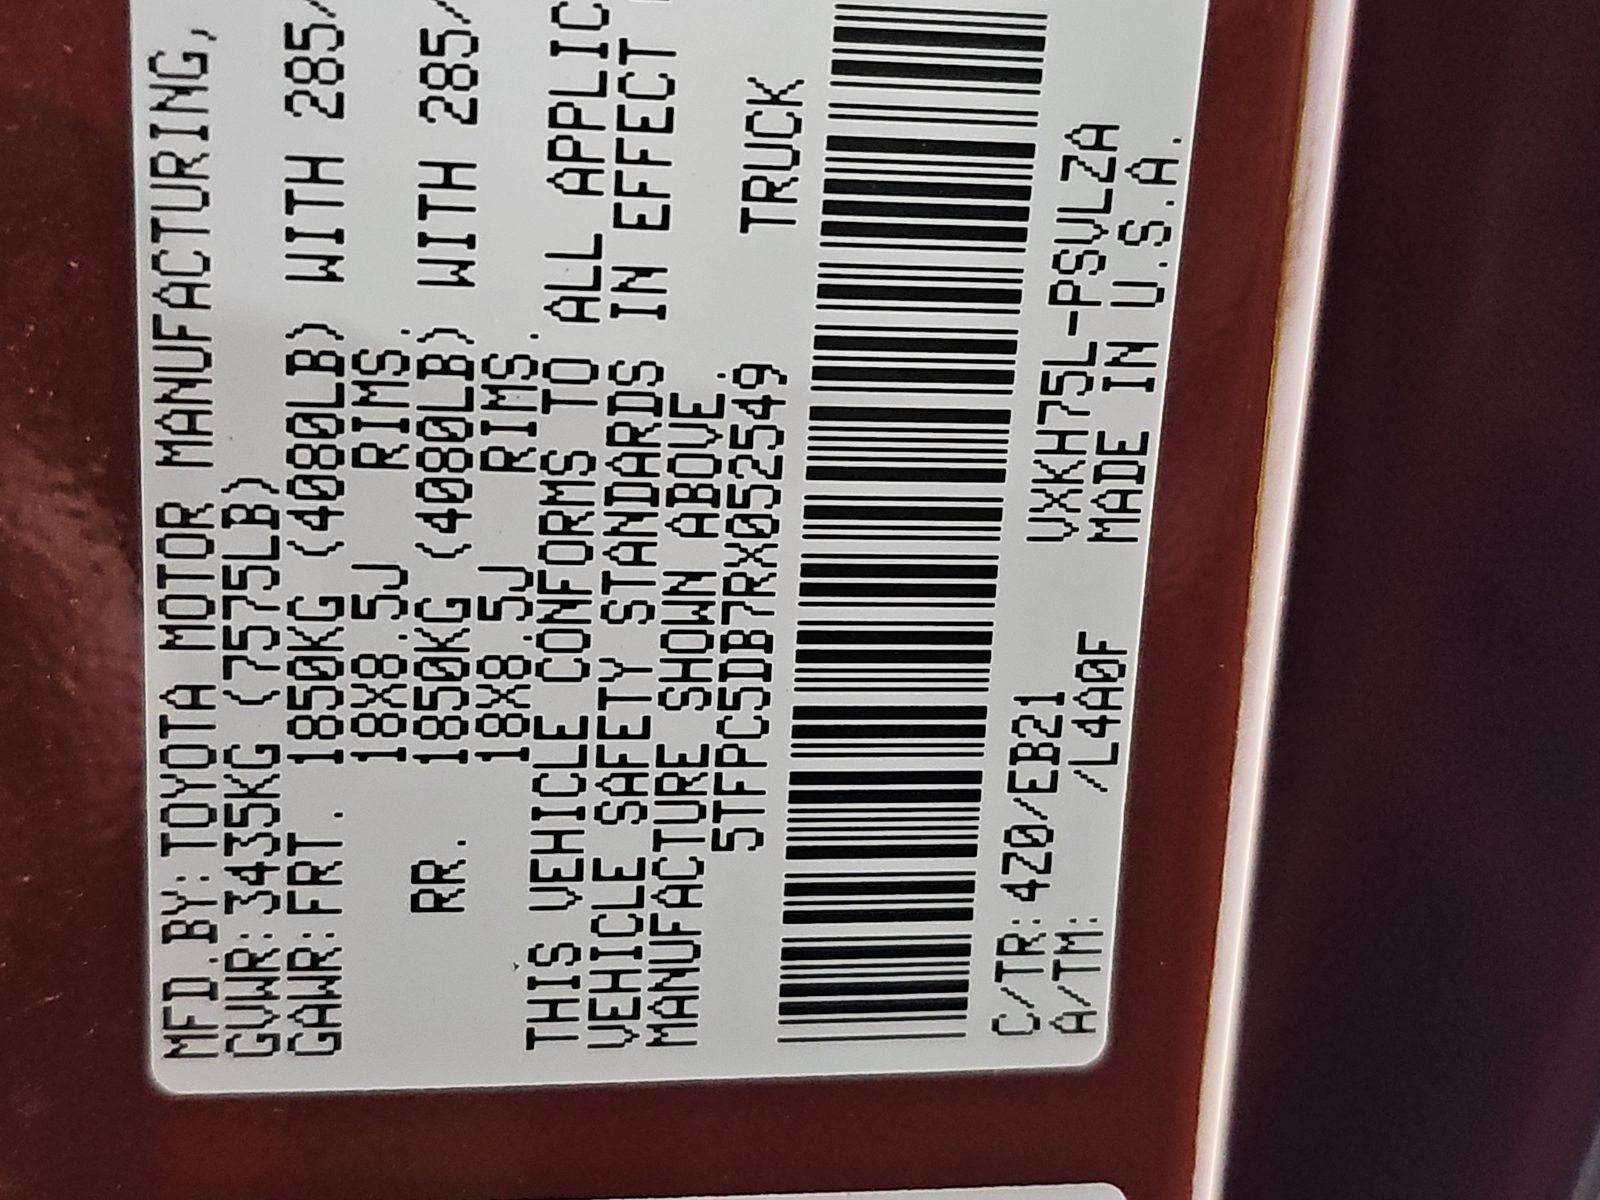 MFD.BY:TOYOTA MOTOR MANUFACTURING,
GVWR:3435KG (7575LB)
GAWR:FRT. 1850KG (4080LB) WITH 285/
18X8.5J RIMS.
RR. 1850KG (4080LB) WITH 285/
18X8.5J RIMS.
THIS VEHICLE CONFORMS TO ALL APPLIC
VEHICLE SAFETY STANDARDS IN EFFECT
MANUFACTURE SHOWN ABOVE.
5TFPC5DB7RX052549 TRUCK
C/TR:4Z0/EB21 VXKH75L-PSVLZA
A/TM: /L4A0F MADE IN U.S.A.